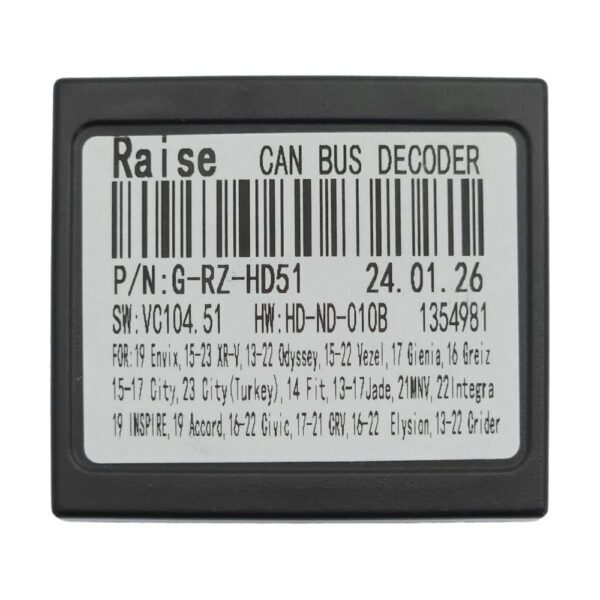 Raise CAN BUS DECODER
P/N:G-RZ-HD51 24.01.26
SW:VC104.51 HW:HD-ND-010B 1354981
FOR:19 Envix,15-23 XR-V,13-22 Odyssey,15-22 Vezel,17 Gienia,16 Greiz
15-17 City,23 City(Turkey),14 Fit,13-17Jade,21MNV,22Integra
19 INSPIRE,19 Accord,16-22 Civic,17-21 CRV,16-22 Elysion,13-22 Crider